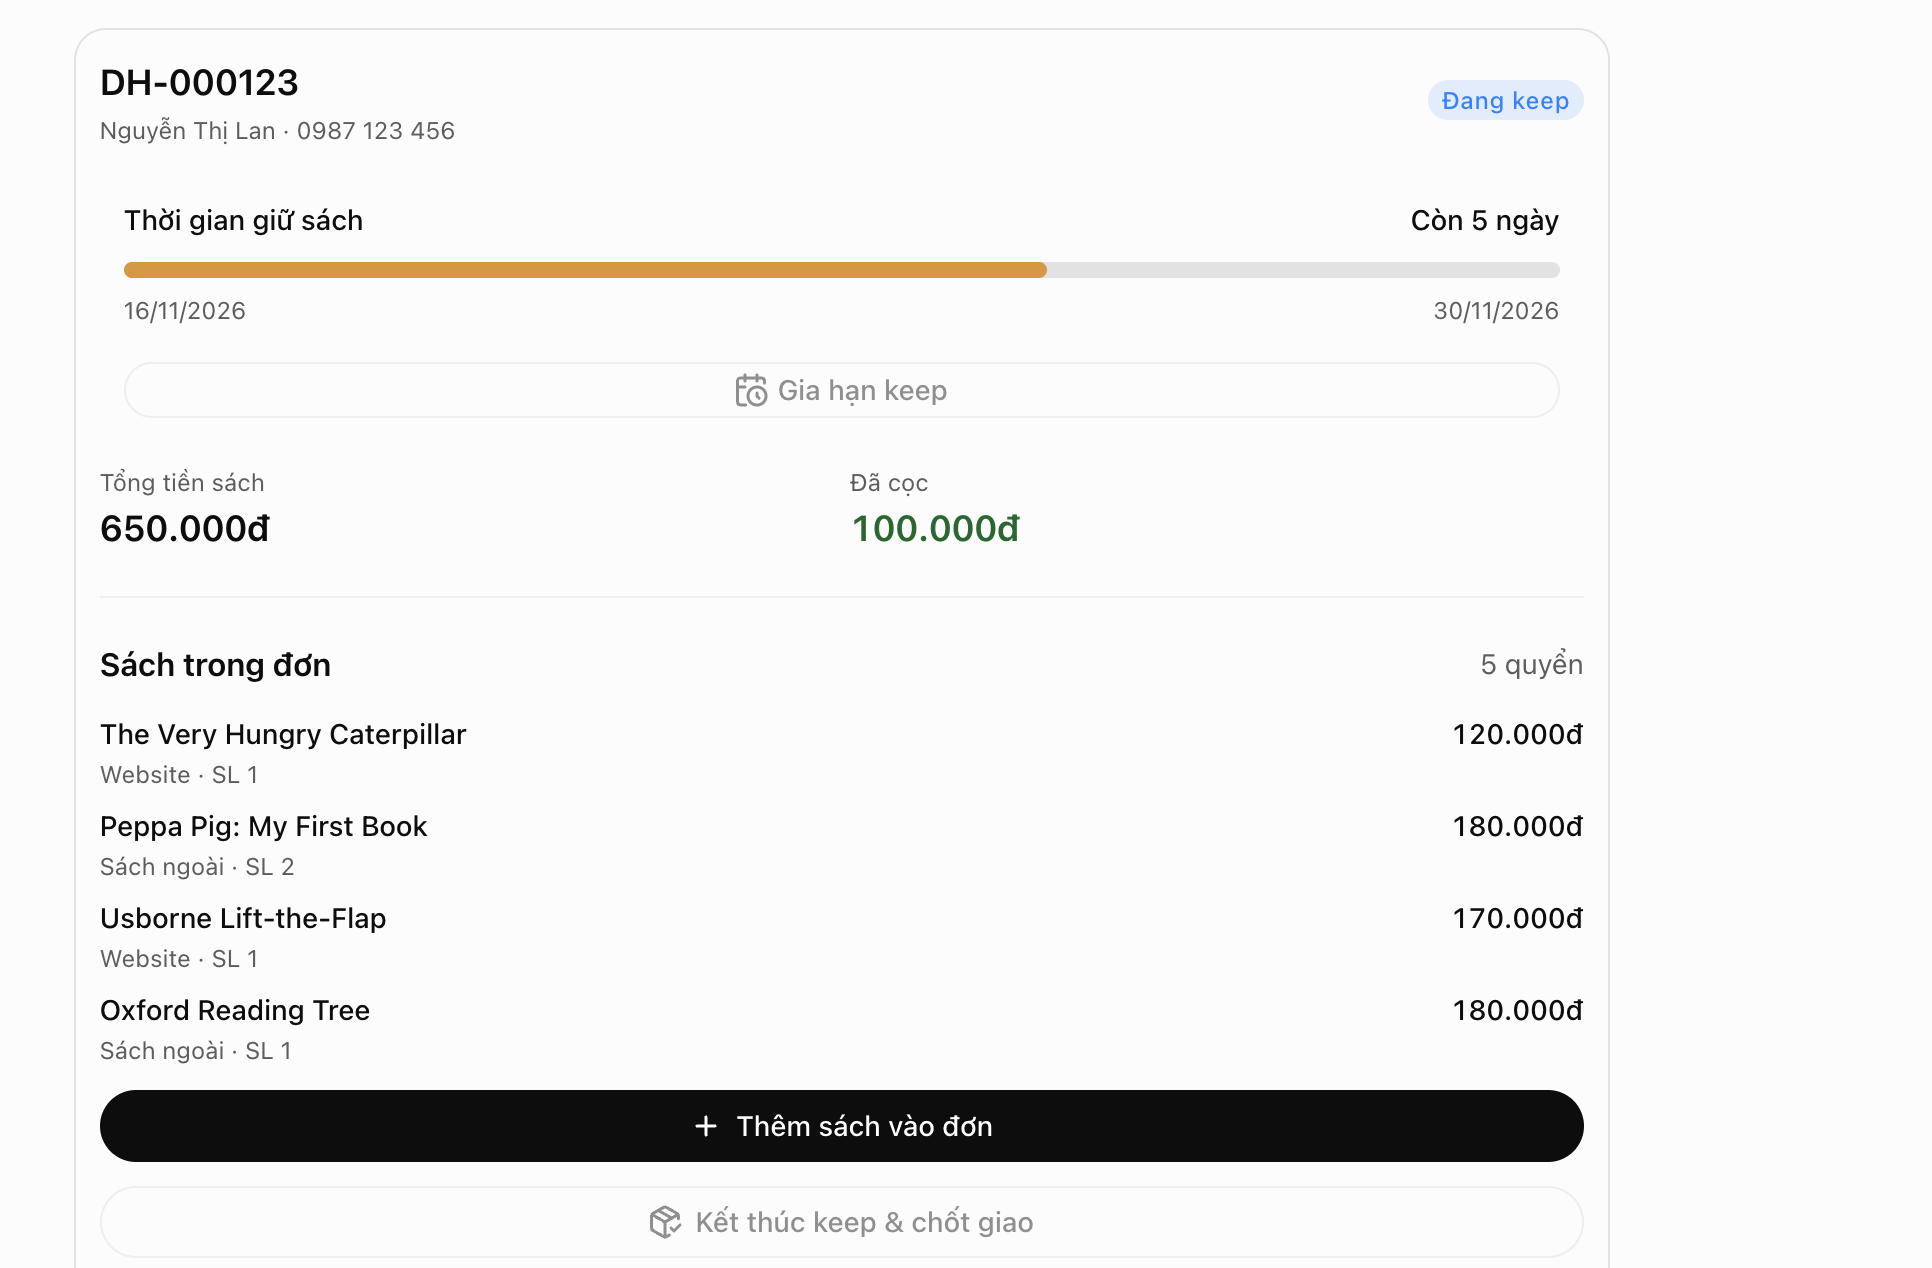 DH-000123
Đang keep
Nguyễn Thị Lan · 0987 123 456
Thời gian giữ sách
Còn 5 ngày
16/11/2026
30/11/2026
Gia hạn keep
Tổng tiền sách
Đã cọc
650.000đ
100.000đ
Sách trong đơn
5 quyển
The Very Hungry Caterpillar
120.000đ
Website · SL 1
Peppa Pig: My First Book
180.000đ
Sách ngoài · SL 2
Usborne Lift-the-Flap
170.000đ
Website · SL 1
Oxford Reading Tree
180.000đ
Sách ngoài · SL 1
+ Thêm sách vào đơn
Kết thúc keep & chốt giao